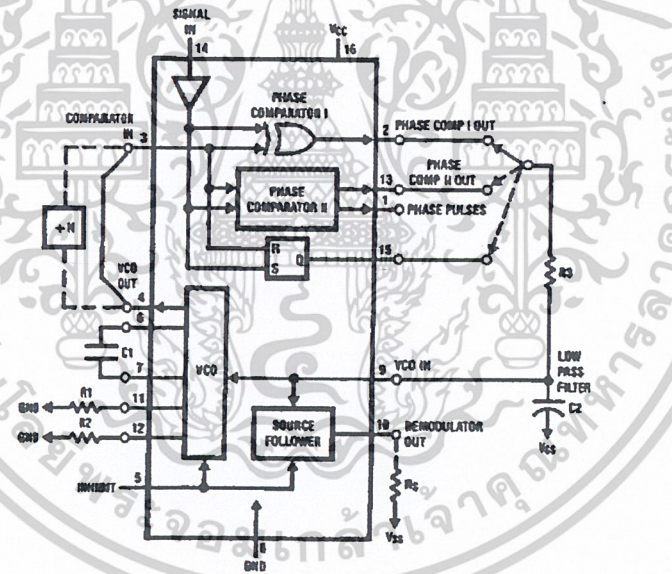 SIGNAL
IN
14
VCC
16
PHASE
COMPARATOR I
COMPARATOR
IN
3
2
PHASE COMP I OUT
PHASE
COMP II OUT
13
PHASE
COMPARATOR II
1
PHASE PULSES
÷N
R
S
Q
15
R3
VCO
OUT
4
6
C1
7
VCO
9
VCO IN
LOW
PASS
FILTER
C2
VSS
GND
R1
11
GND
R2
12
SOURCE
FOLLOWER
10
DEMODULATOR
OUT
RS
VSS
INHIBIT
5
8
GND